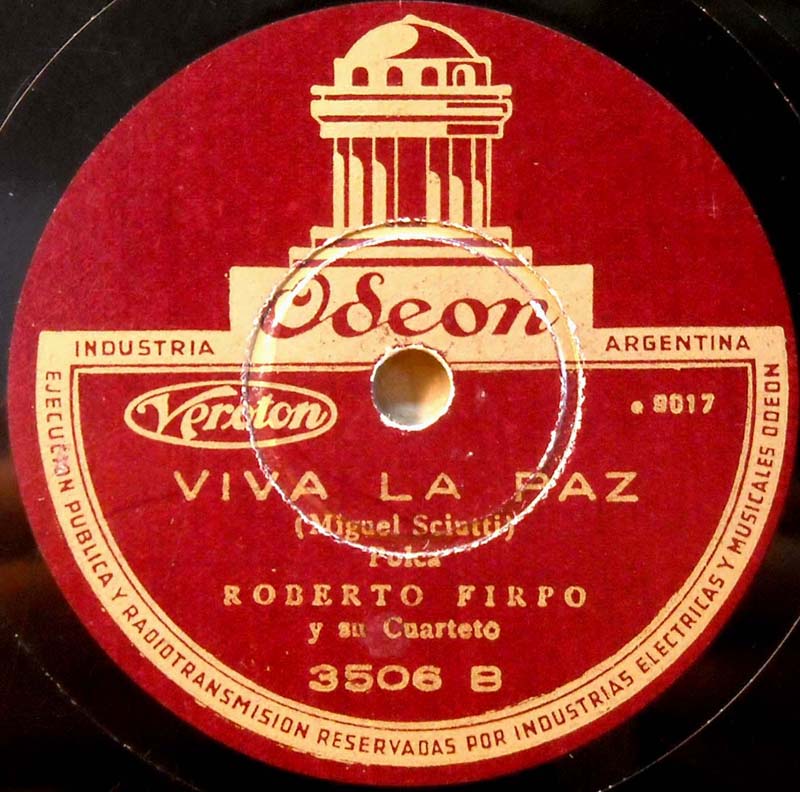 Odeon
INDUSTRIA ARGENTINA
Veroton
e 9017
VIVA LA PAZ
(Miguel Sciutti)
Polca
ROBERTO FIRPO
y su Cuarteto
3506 B
EJECUCION PUBLICA Y RADIOTRANSMISION RESERVADAS POR INDUSTRIAS ELECTRICAS Y MUSICALES ODEON